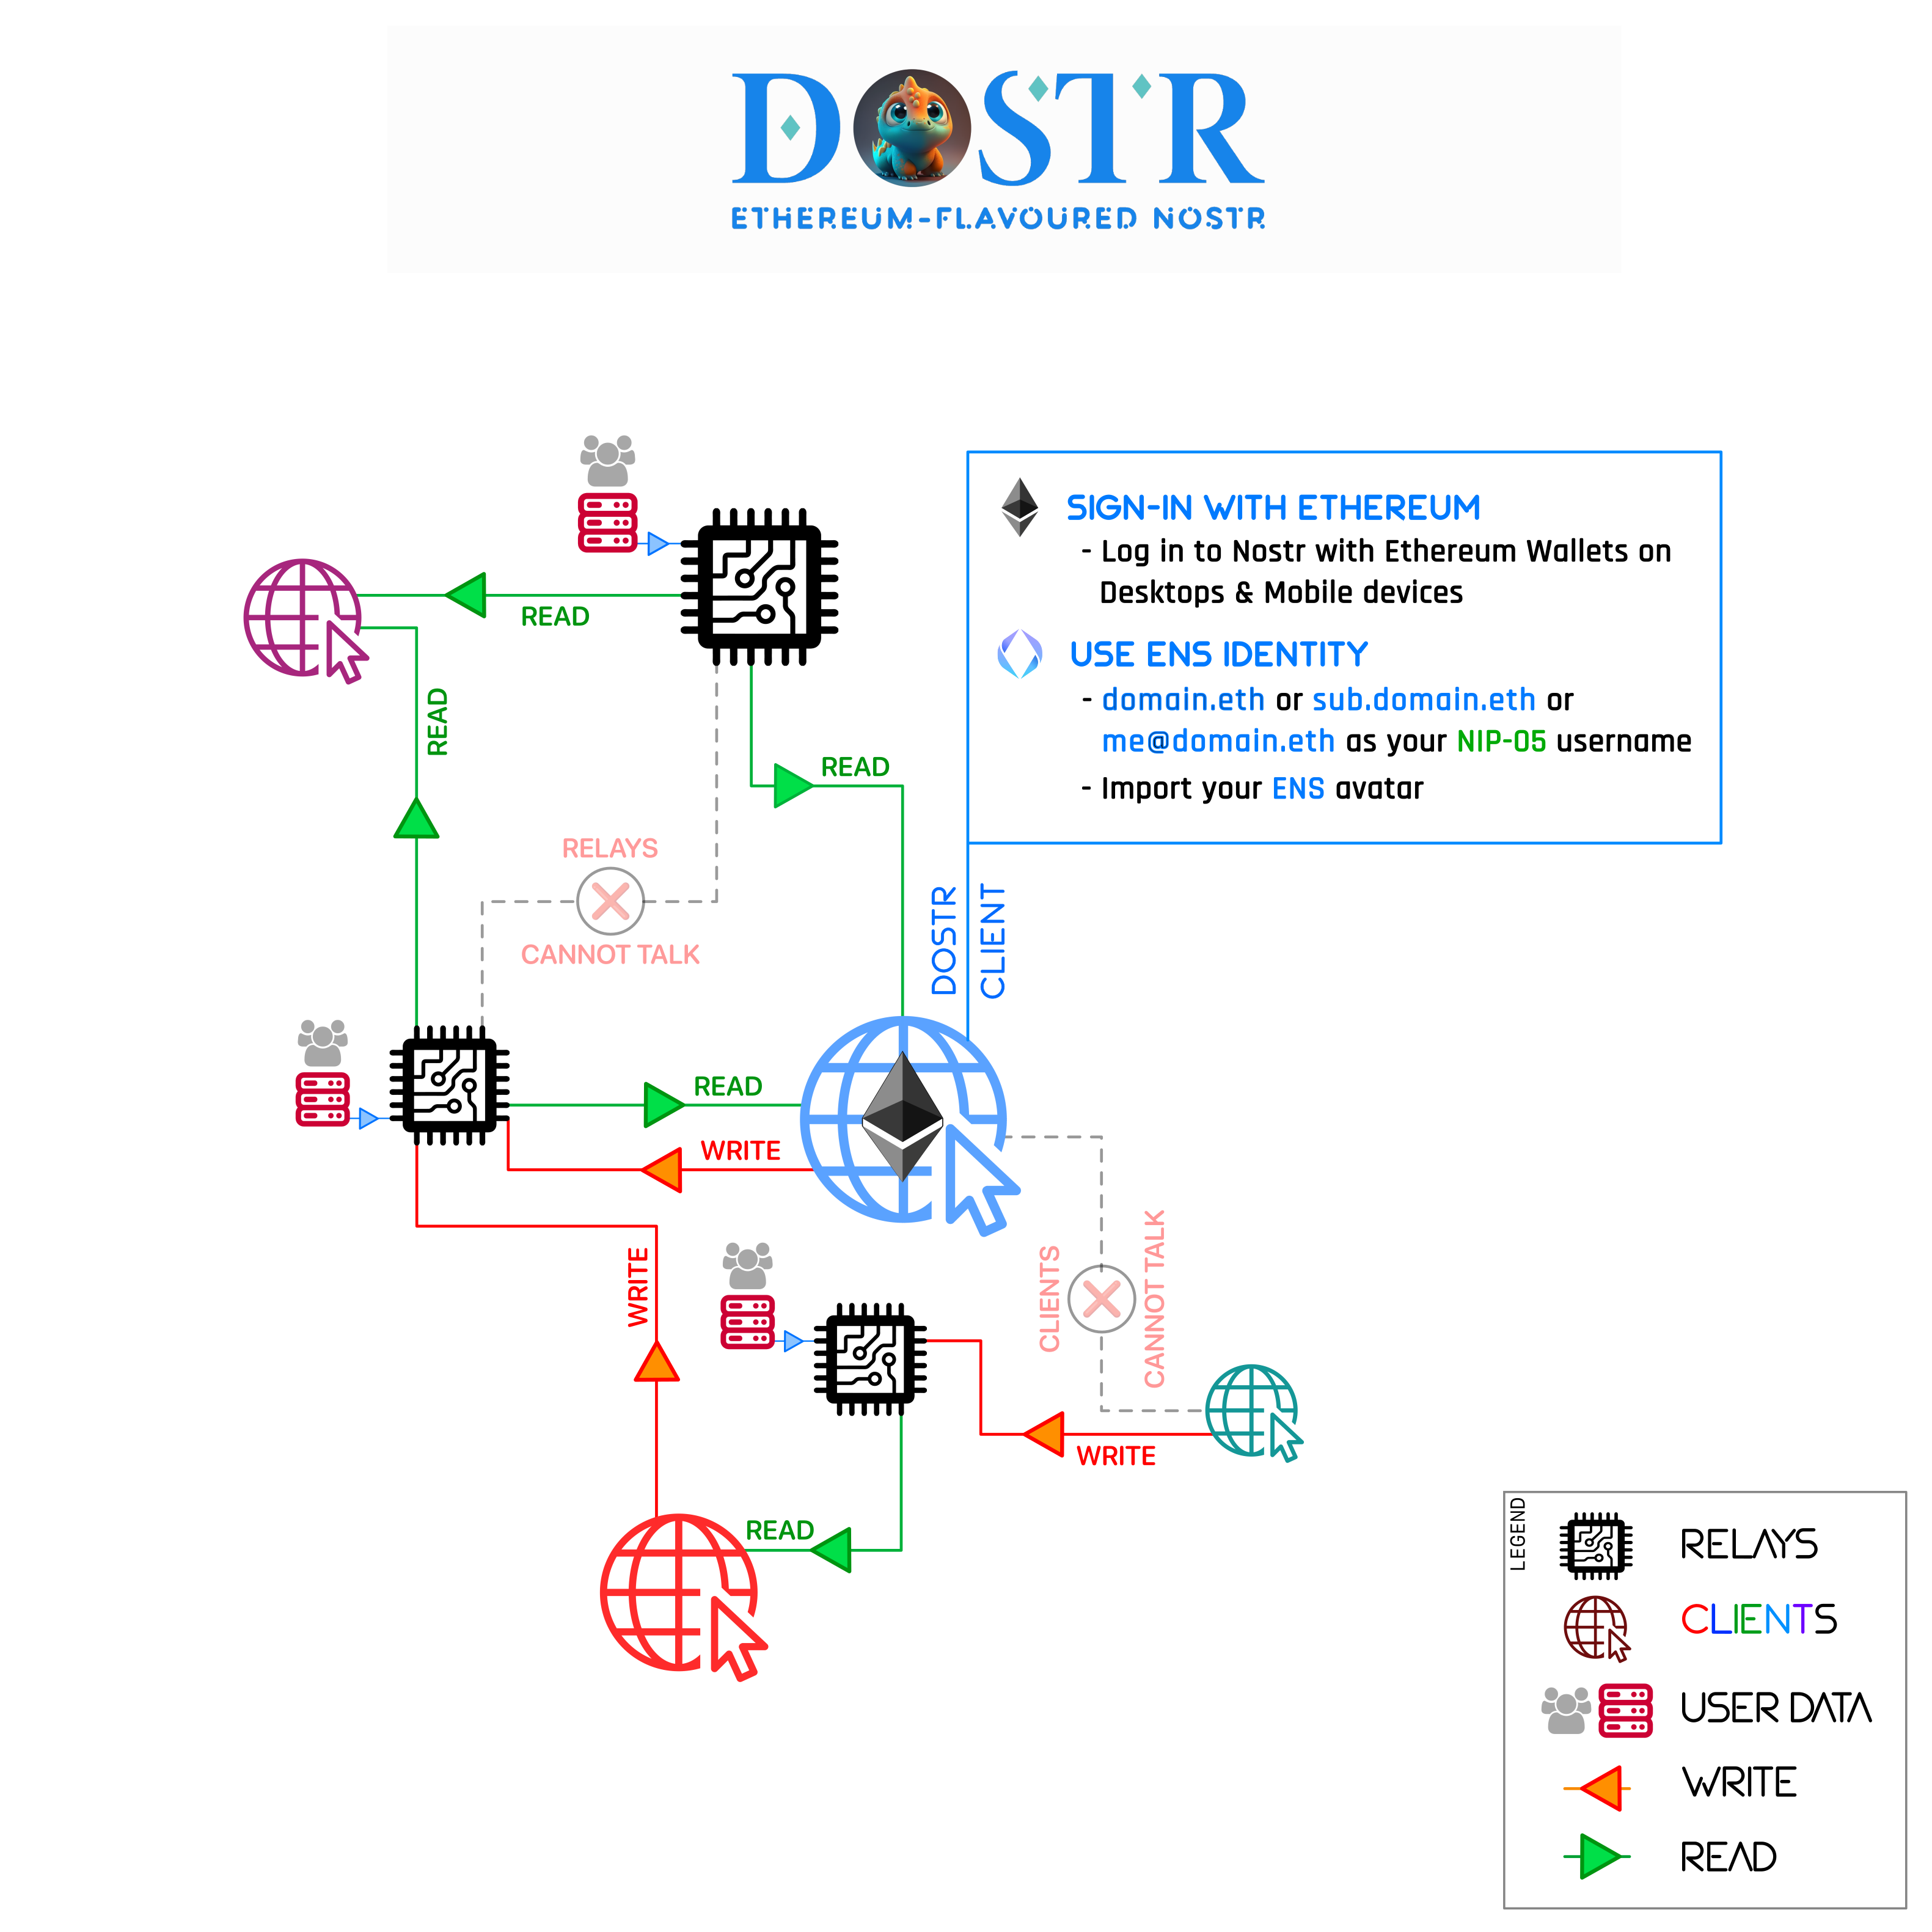 DOSTR
ETHEREUM-FLAVOURED NOSTR
SIGN-IN WITH ETHEREUM
- Log in to Nostr with Ethereum Wallets on
Desktops & Mobile devices
USE ENS IDENTITY
- domain.eth or sub.domain.eth or
me@domain.eth as your NIP-05 username
- Import your ENS avatar
READ
READ
READ
RELAYS
CANNOT TALK
DOSTR
CLIENT
READ
WRITE
WRITE
CLIENTS
CANNOT TALK
WRITE
READ
LEGEND
RELAYS
CLIENTS
USER DATA
WRITE
READ